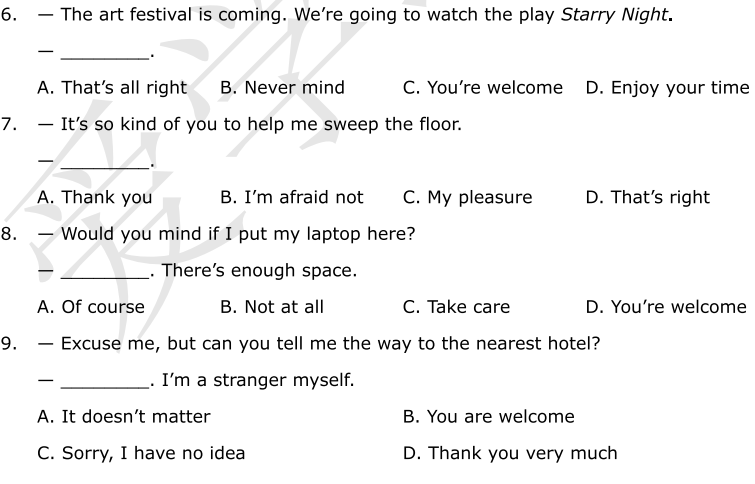 6. — The art festival is coming. We’re going to watch the play Starry Night.
— ________.
A. That’s all right B. Never mind C. You’re welcome D. Enjoy your time
7. — It’s so kind of you to help me sweep the floor.
— ________.
A. Thank you B. I’m afraid not C. My pleasure D. That’s right
8. — Would you mind if I put my laptop here?
— ________. There’s enough space.
A. Of course B. Not at all C. Take care D. You’re welcome
9. — Excuse me, but can you tell me the way to the nearest hotel?
— ________. I’m a stranger myself.
A. It doesn’t matter B. You are welcome
C. Sorry, I have no idea D. Thank you very much